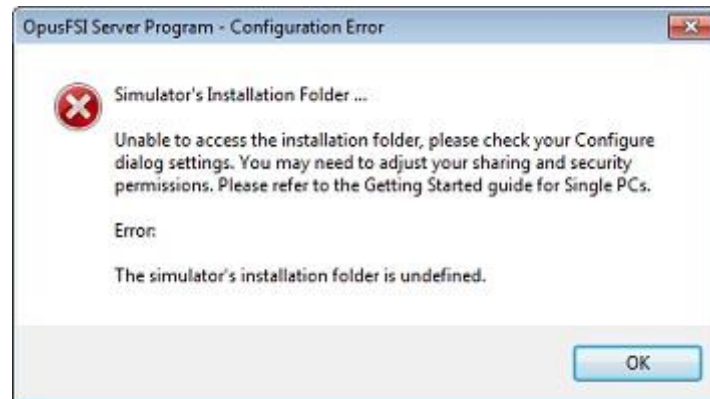 OpusFSI Server Program - Configuration Error
Simulator's Installation Folder ...
Unable to access the installation folder, please check your Configure
dialog settings. You may need to adjust your sharing and security
permissions. Please refer to the Getting Started guide for Single PCs.
Error:
The simulator's installation folder is undefined.
OK